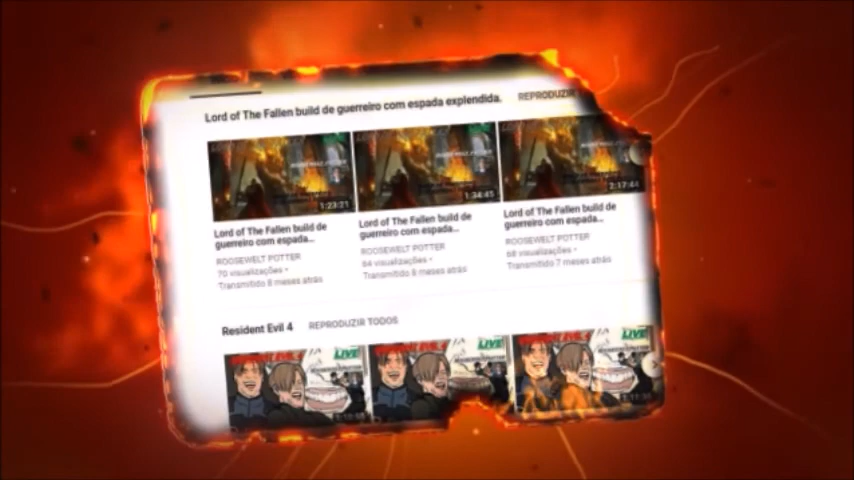 Lord of The Fallen build de guerreiro com espada explendida. REPRODUZIR
1:23:21
1:34:45
2:17:44
Lord of The Fallen build de
guerreiro com espada...
ROOSEWELT POTTER
70 visualizações •
Transmitido 8 meses atrás
Lord of The Fallen build de
guerreiro com espada...
ROOSEWELT POTTER
64 visualizações •
Transmitido 8 meses atrás
Lord of The Fallen build de
guerreiro com espada...
ROOSEWELT POTTER
68 visualizações •
Transmitido 7 meses atrás
Resident Evil 4 REPRODUZIR TODOS
LIVE
LIVE
LIVE